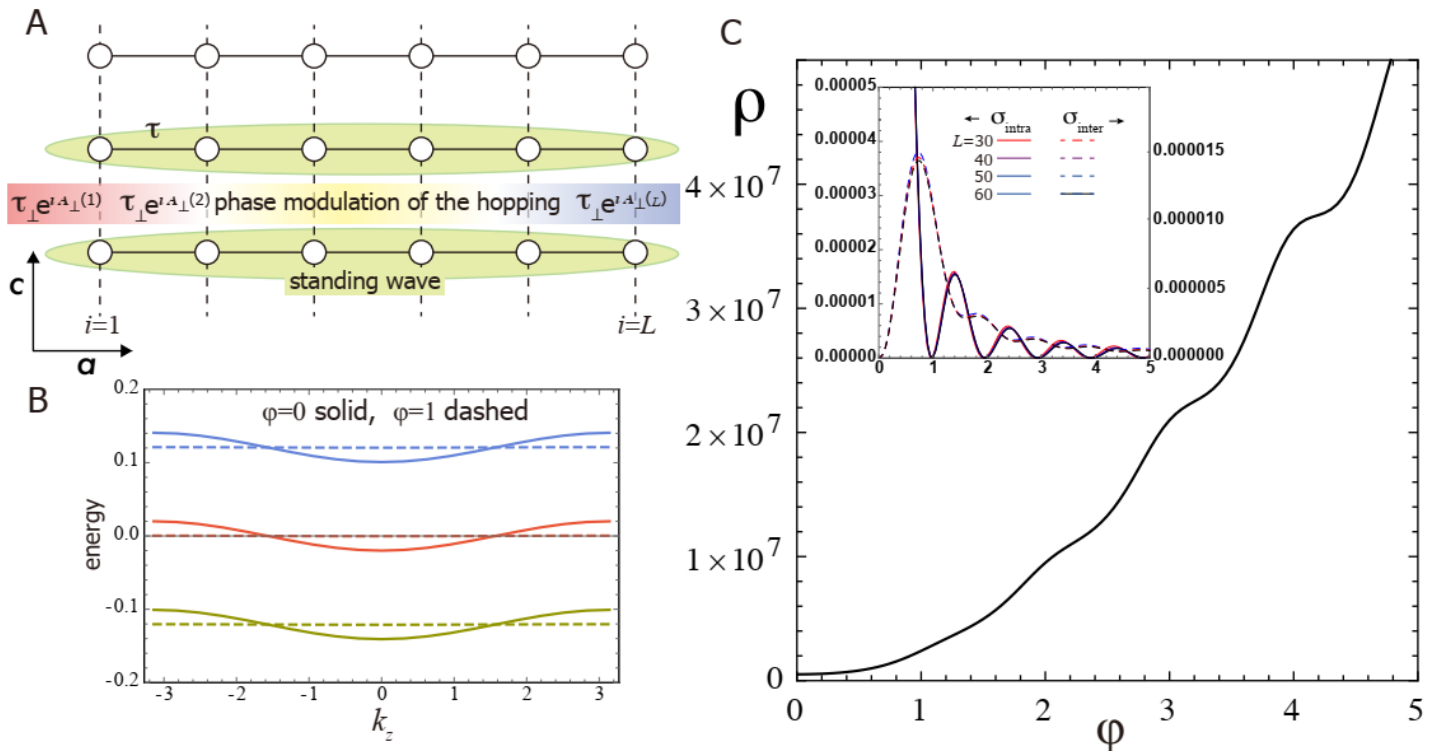 A
τ
τ⊥e^{iA⊥(1)} τ⊥e^{iA⊥(2)} phase modulation of the hopping τ⊥e^{iA⊥(L)}
standing wave
c
i=1
i=L
a
B
φ=0 solid, φ=1 dashed
energy
0.2
0.1
0.0
-0.1
-0.2
-3 -2 -1 0 1 2 3
k_z
C
ρ
4×10^7
3×10^7
2×10^7
1×10^7
0
0 1 2 3 4 5
φ
0.00005
0.00004
0.00003
0.00002
0.00001
0.00000
0 1 2 3 4 5
← σ_intra σ_inter →
L=30
40
50
60
0.000015
0.000010
0.000005
0.000000